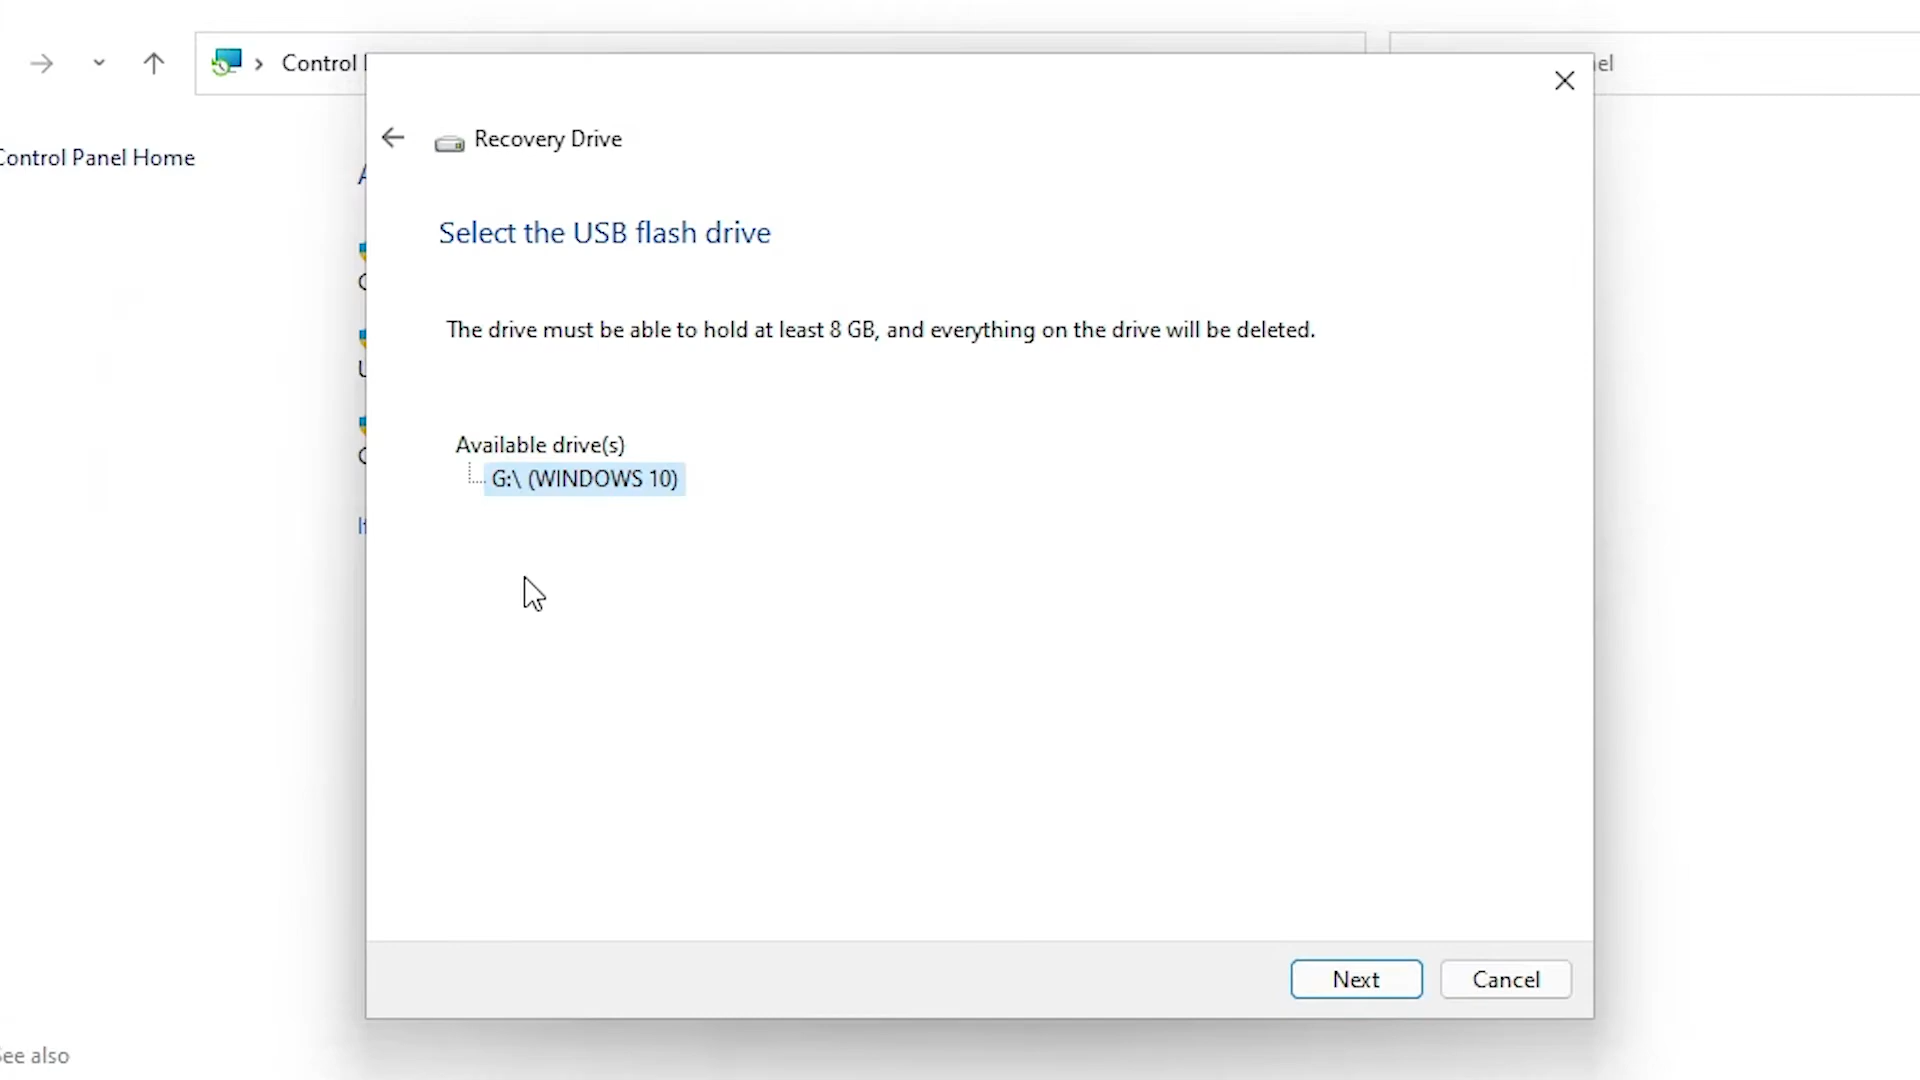 Control
Control Panel Home
Recovery Drive
Select the USB flash drive
The drive must be able to hold at least 8 GB, and everything on the drive will be deleted.
Available drive(s)
G:\ (WINDOWS 10)
Next
Cancel
See also